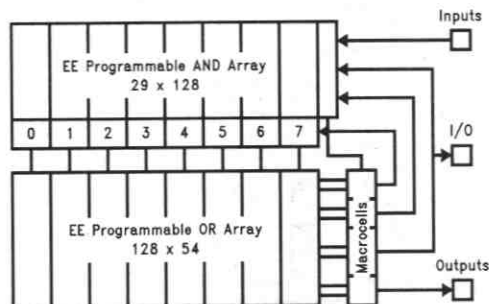 Inputs
EE Programmable AND Array
29 x 128
0 1 2 3 4 5 6 7
I/O
EE Programmable OR Array
128 x 54
Macrocells
Outputs